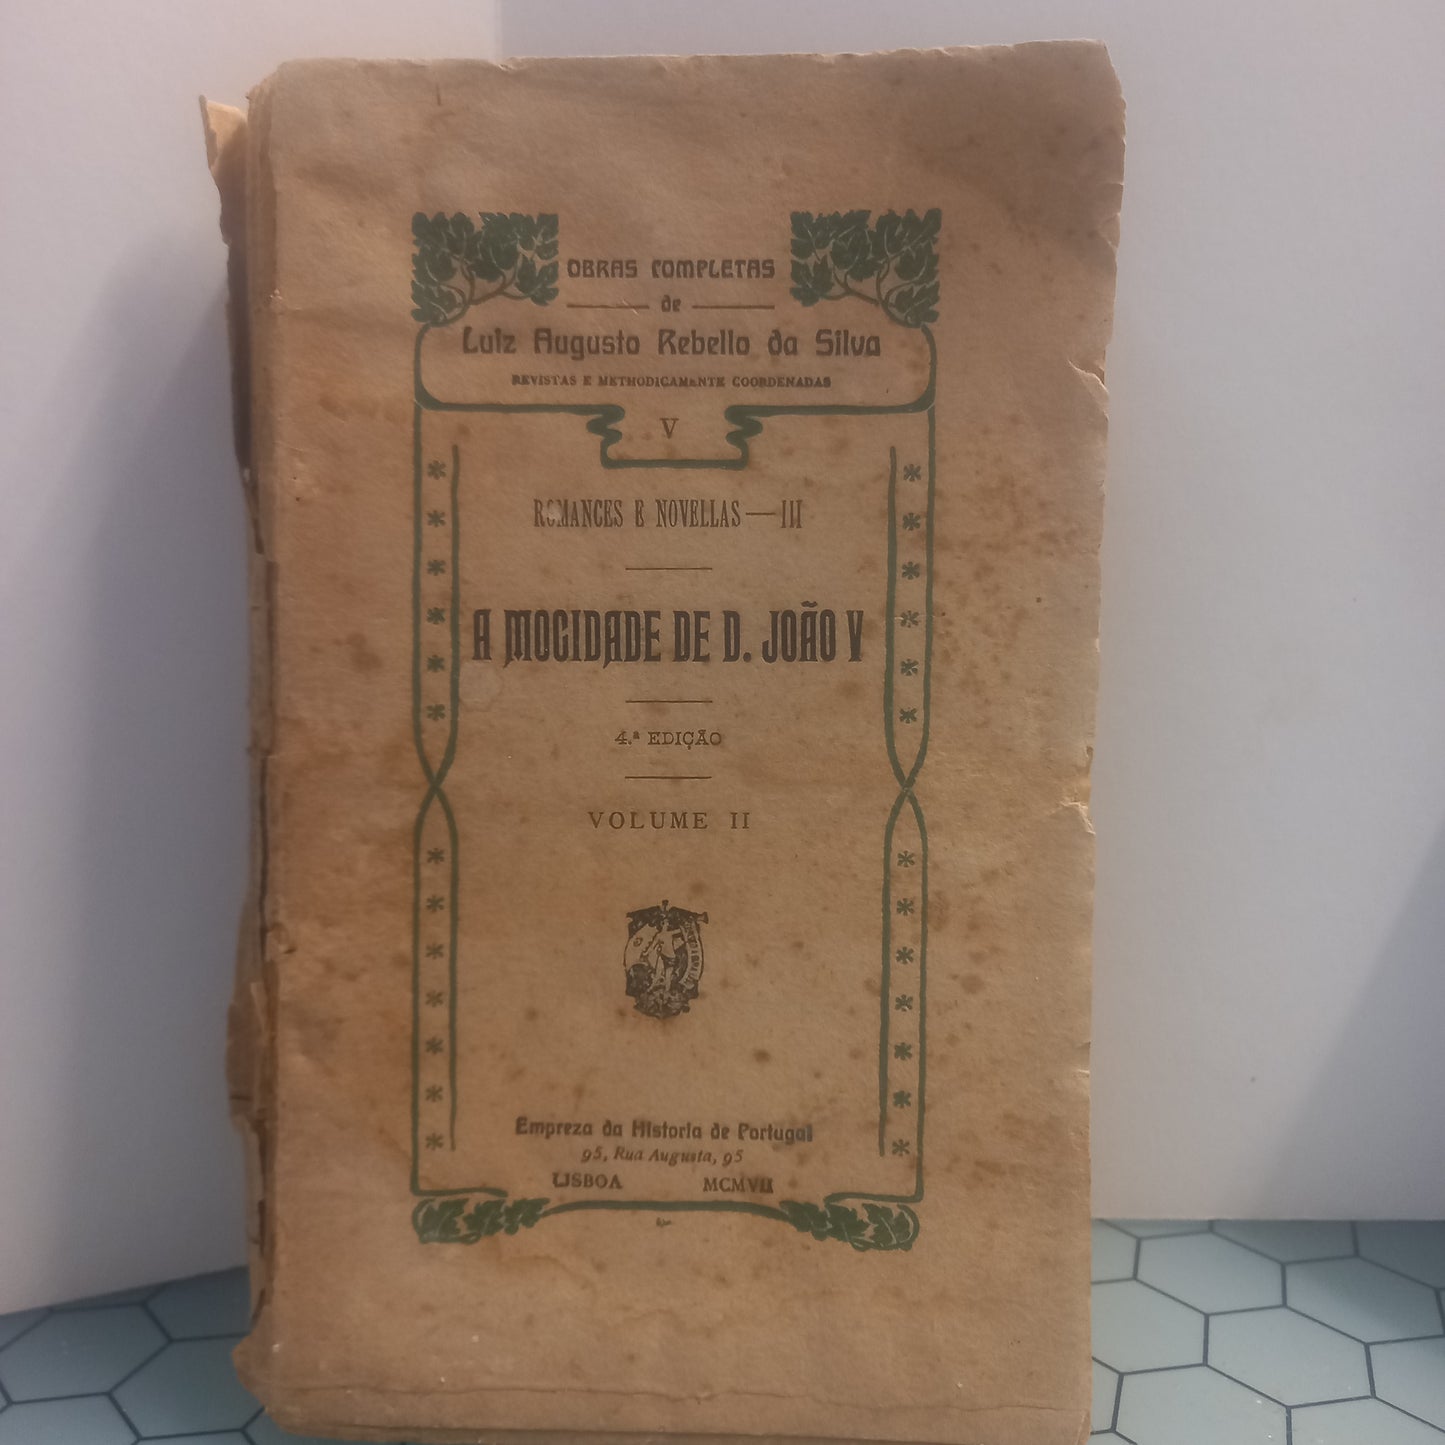 OBRAS COMPLETAS
de
Luiz Augusto Rebello da Silva
REVISTAS E METHODICAMENTE COORDENADAS
V
ROMANCES E NOVELLAS — III
A MOCIDADE DE D. JOÃO V
4.ª EDIÇÃO
VOLUME II
Empreza da Historia de Portugal
95, Rua Augusta, 95
LISBOA MCMVII